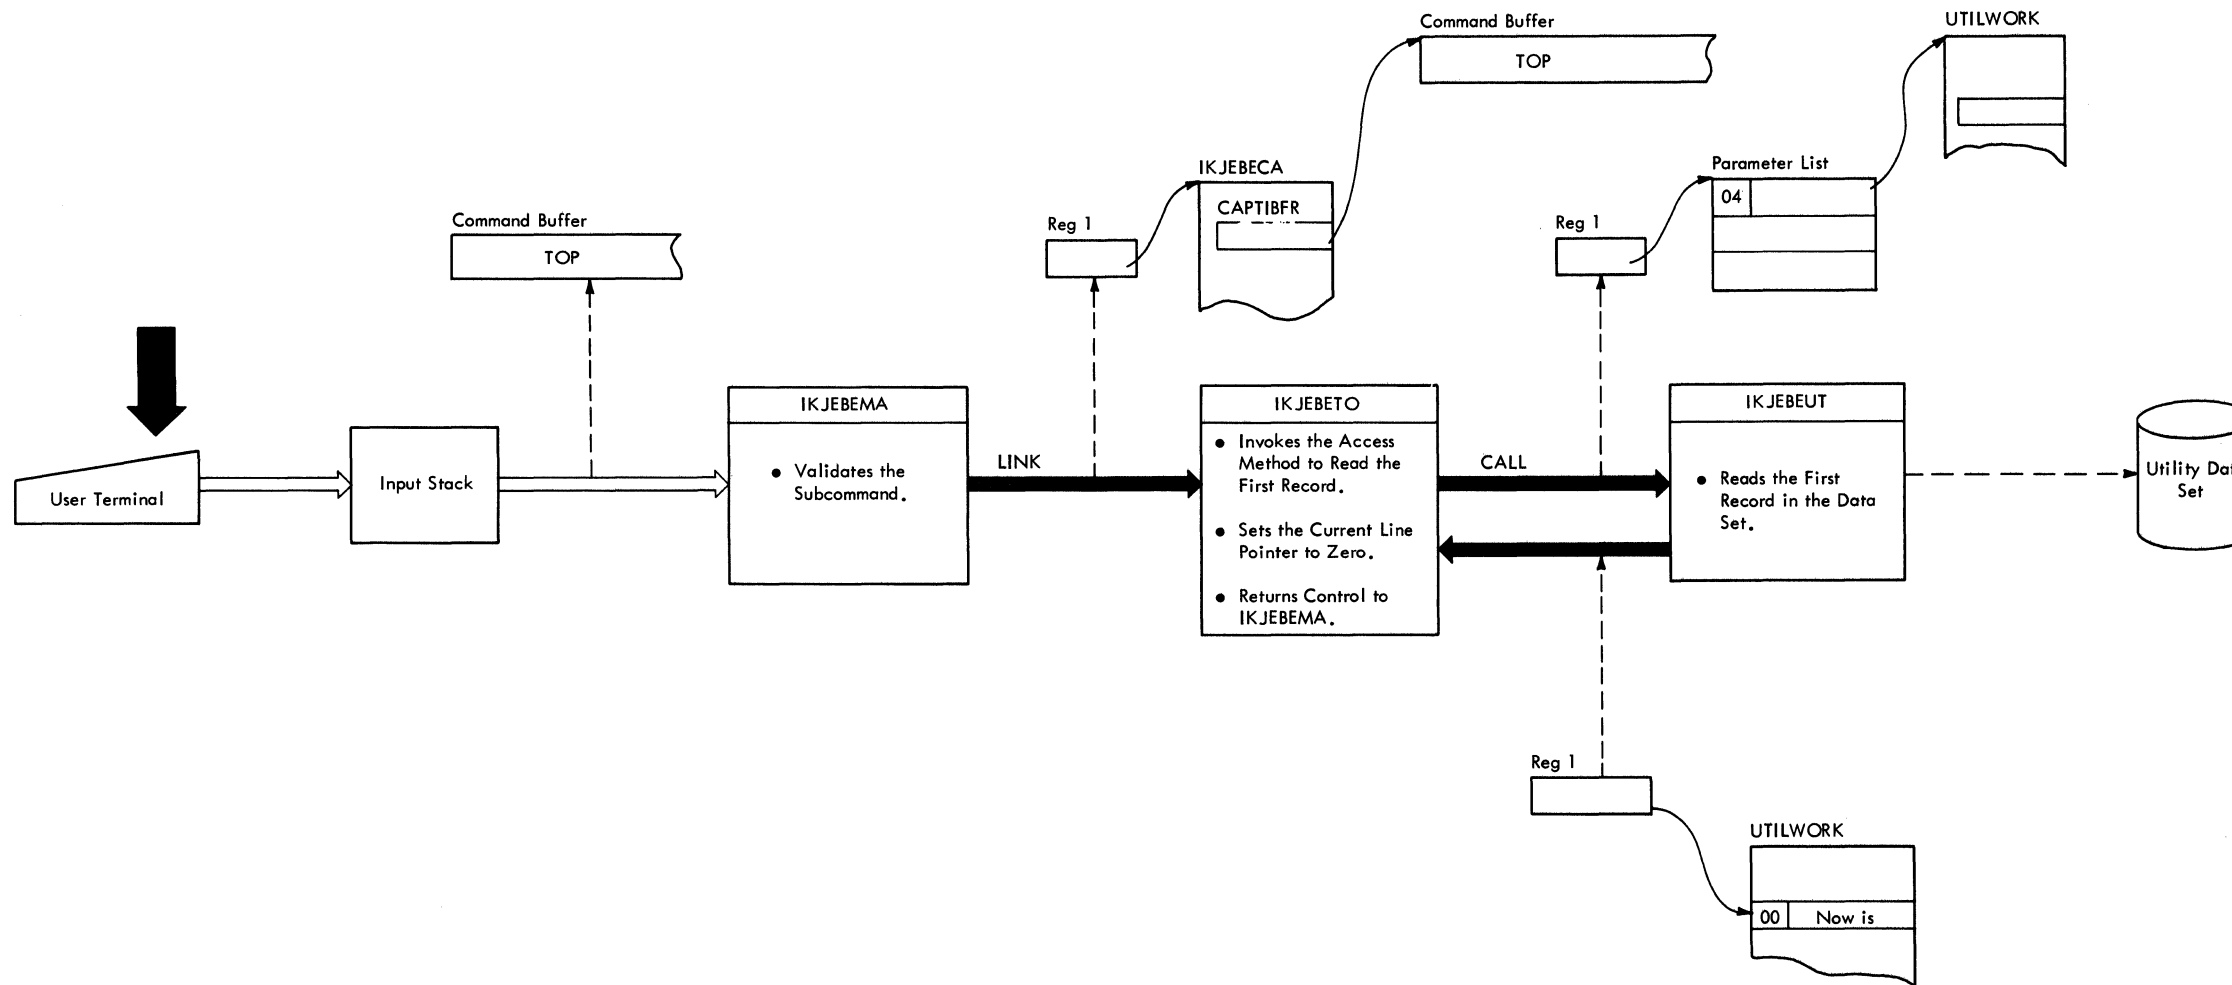 Command Buffer
TOP
UTILWORK
Parameter List
04
IKJEBECA
CAPTIBFR
Reg 1
Reg 1
Command Buffer
TOP
User Terminal
Input Stack
IKJEBEMA
• Validates the
Subcommand.
LINK
IKJEBETO
• Invokes the Access
Method to Read the
First Record.
• Sets the Current Line
Pointer to Zero.
• Returns Control to
IKJEBEMA.
CALL
IKJEBEUT
• Reads the First
Record in the Data
Set.
Utility Dat
Set
Reg 1
UTILWORK
00
Now is